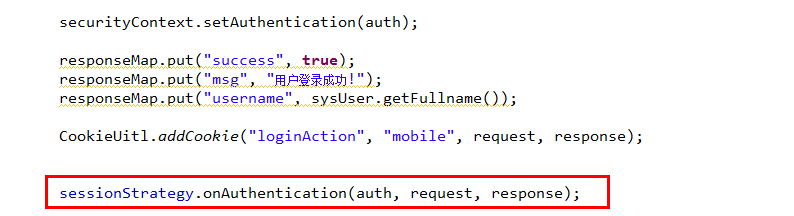 securityContext.setAuthentication(auth);
responseMap.put("success", true);
responseMap.put("msg", "用户登录成功!");
responseMap.put("username", sysUser.getFullname());
CookieUitl.addCookie("loginAction", "mobile", request, response);
sessionStrategy.onAuthentication(auth, request, response);